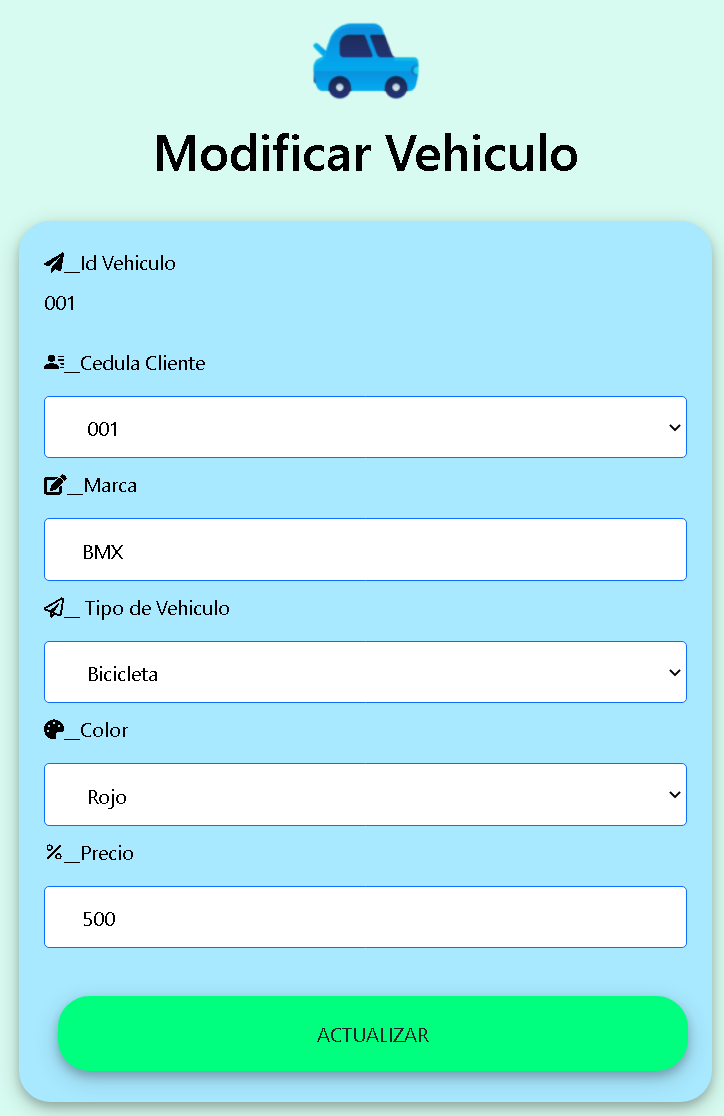 Modificar Vehiculo
__Id Vehiculo
001
__Cedula Cliente
001
__Marca
BMX
__ Tipo de Vehiculo
Bicicleta
__Color
Rojo
__Precio
500
ACTUALIZAR